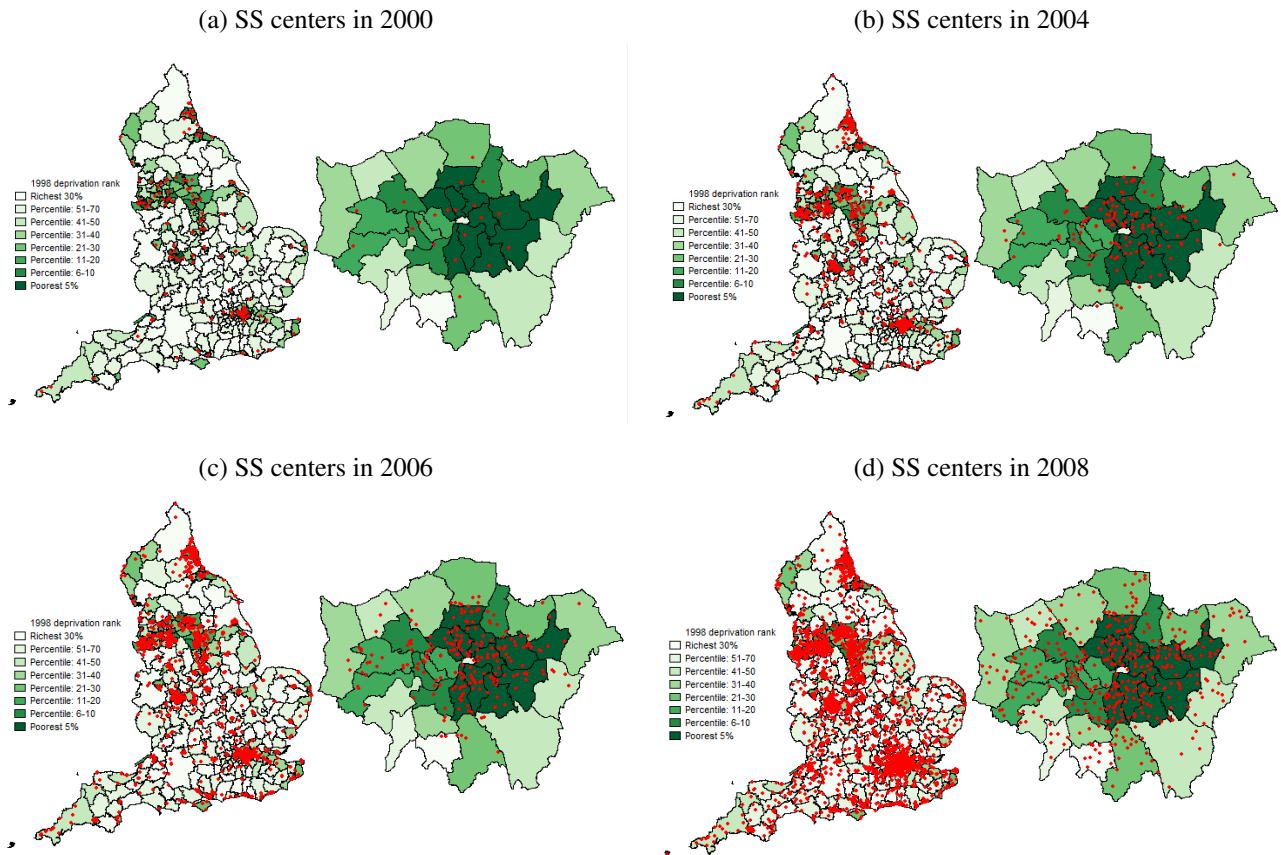 (a) SS centers in 2000
1998 deprivation rank
Richest 30%
Percentile: 51-70
Percentile: 41-50
Percentile: 31-40
Percentile: 21-30
Percentile: 11-20
Percentile: 6-10
Poorest 5%
(b) SS centers in 2004
1998 deprivation rank
Richest 30%
Percentile: 51-70
Percentile: 41-50
Percentile: 31-40
Percentile: 21-30
Percentile: 11-20
Percentile: 6-10
Poorest 5%
(c) SS centers in 2006
1998 deprivation rank
Richest 30%
Percentile: 51-70
Percentile: 41-50
Percentile: 31-40
Percentile: 21-30
Percentile: 11-20
Percentile: 6-10
Poorest 5%
(d) SS centers in 2008
1998 deprivation rank
Richest 30%
Percentile: 51-70
Percentile: 41-50
Percentile: 31-40
Percentile: 21-30
Percentile: 11-20
Percentile: 6-10
Poorest 5%